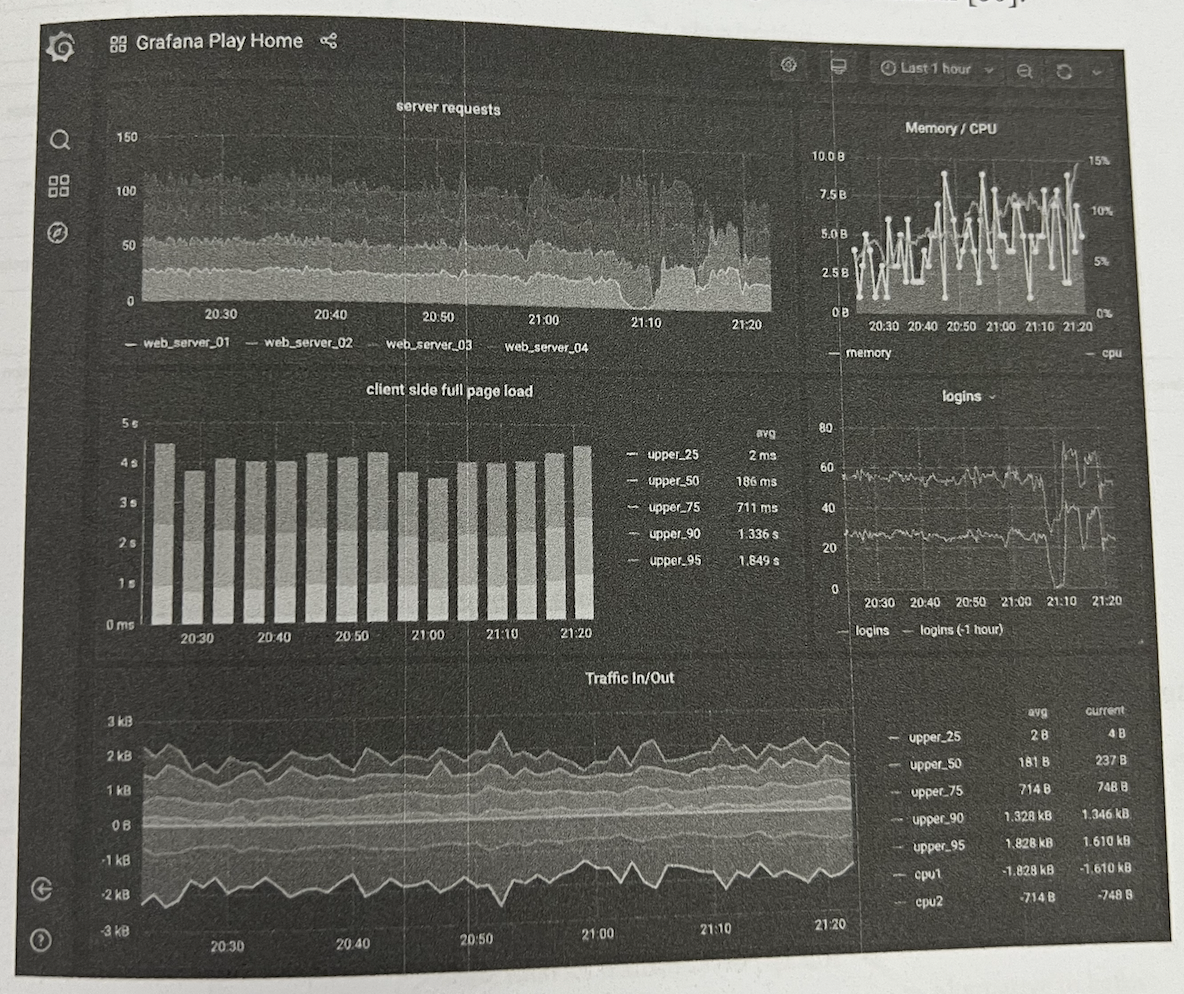 Grafana Play Home
Last 1 hour
server requests
150
100
50
0
20:30 20:40 20:50 21:00 21:10 21:20
web_server_01 web_server_02 web_server_03 web_server_04
Memory / CPU
10.0 B
7.5 B
5.0 B
2.5 B
0 B
15%
10%
5%
0%
20:30 20:40 20:50 21:00 21:10 21:20
memory cpu
client side full page load
5 s
4 s
3 s
2 s
1 s
0 ms
20:30 20:40 20:50 21:00 21:10 21:20
avg
upper_25 2 ms
upper_50 186 ms
upper_75 711 ms
upper_90 1.336 s
upper_95 1.849 s
logins
80
60
40
20
0
20:30 20:40 20:50 21:00 21:10 21:20
logins logins (-1 hour)
Traffic In/Out
3 kB
2 kB
1 kB
0 B
-1 kB
-2 kB
-3 kB
20:30 20:40 20:50 21:00 21:10 21:20
avg current
upper_25 2 B 4 B
upper_50 181 B 237 B
upper_75 714 B 748 B
upper_90 1.328 kB 1.346 kB
upper_95 1.828 kB 1.610 kB
cpu1 -1.828 kB -1.610 kB
cpu2 -714 B -748 B